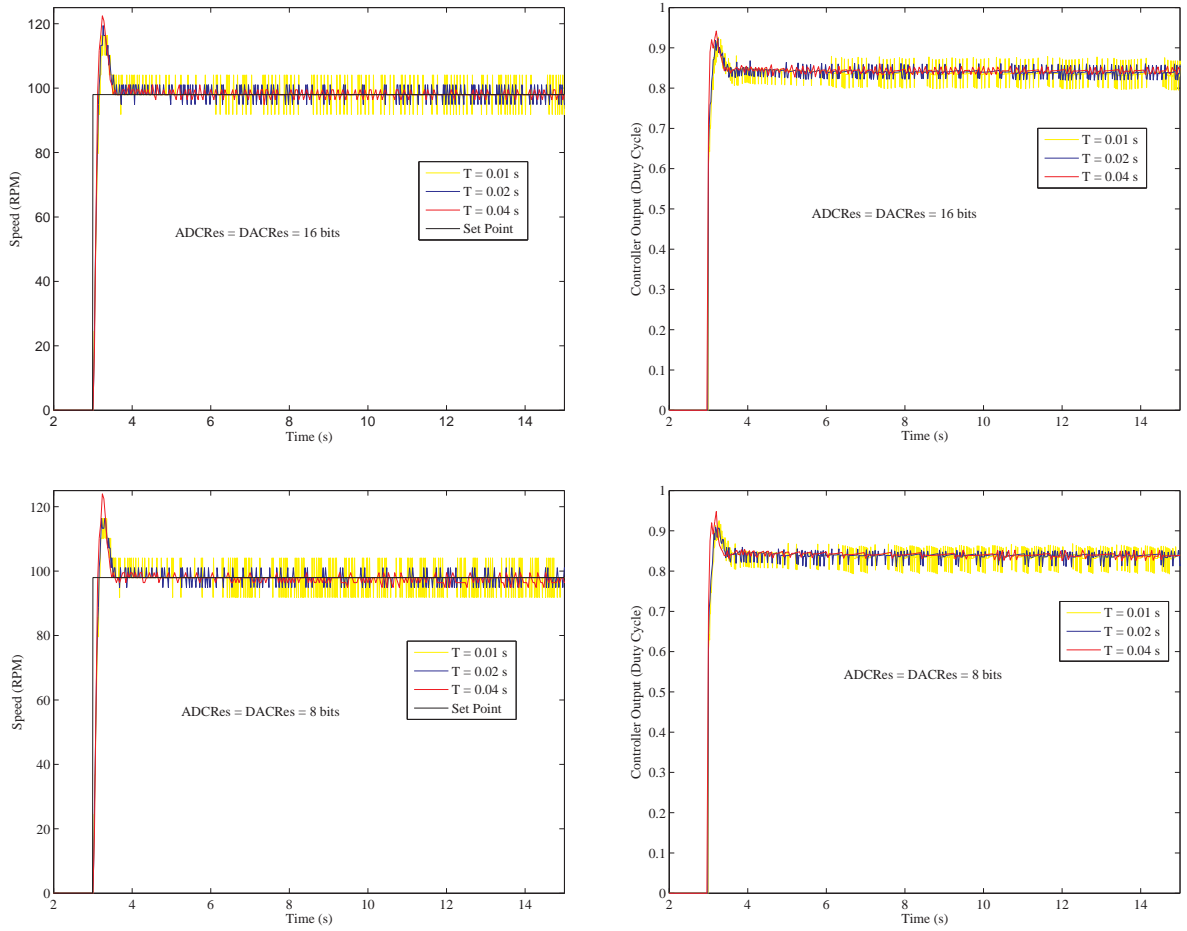 120
100
80
60
40
20
0
2
4
6
8
10
12
14
Speed (RPM)
Time (s)
T = 0.01 s
T = 0.02 s
T = 0.04 s
Set Point
ADCRes = DACRes = 16 bits
1
0.9
0.8
0.7
0.6
0.5
0.4
0.3
0.2
0.1
0
2
4
6
8
10
12
14
Controller Output (Duty Cycle)
Time (s)
T = 0.01 s
T = 0.02 s
T = 0.04 s
ADCRes = DACRes = 16 bits
120
100
80
60
40
20
0
2
4
6
8
10
12
14
Speed (RPM)
Time (s)
T = 0.01 s
T = 0.02 s
T = 0.04 s
Set Point
ADCRes = DACRes = 8 bits
1
0.9
0.8
0.7
0.6
0.5
0.4
0.3
0.2
0.1
0
2
4
6
8
10
12
14
Controller Output (Duty Cycle)
Time (s)
T = 0.01 s
T = 0.02 s
T = 0.04 s
ADCRes = DACRes = 8 bits